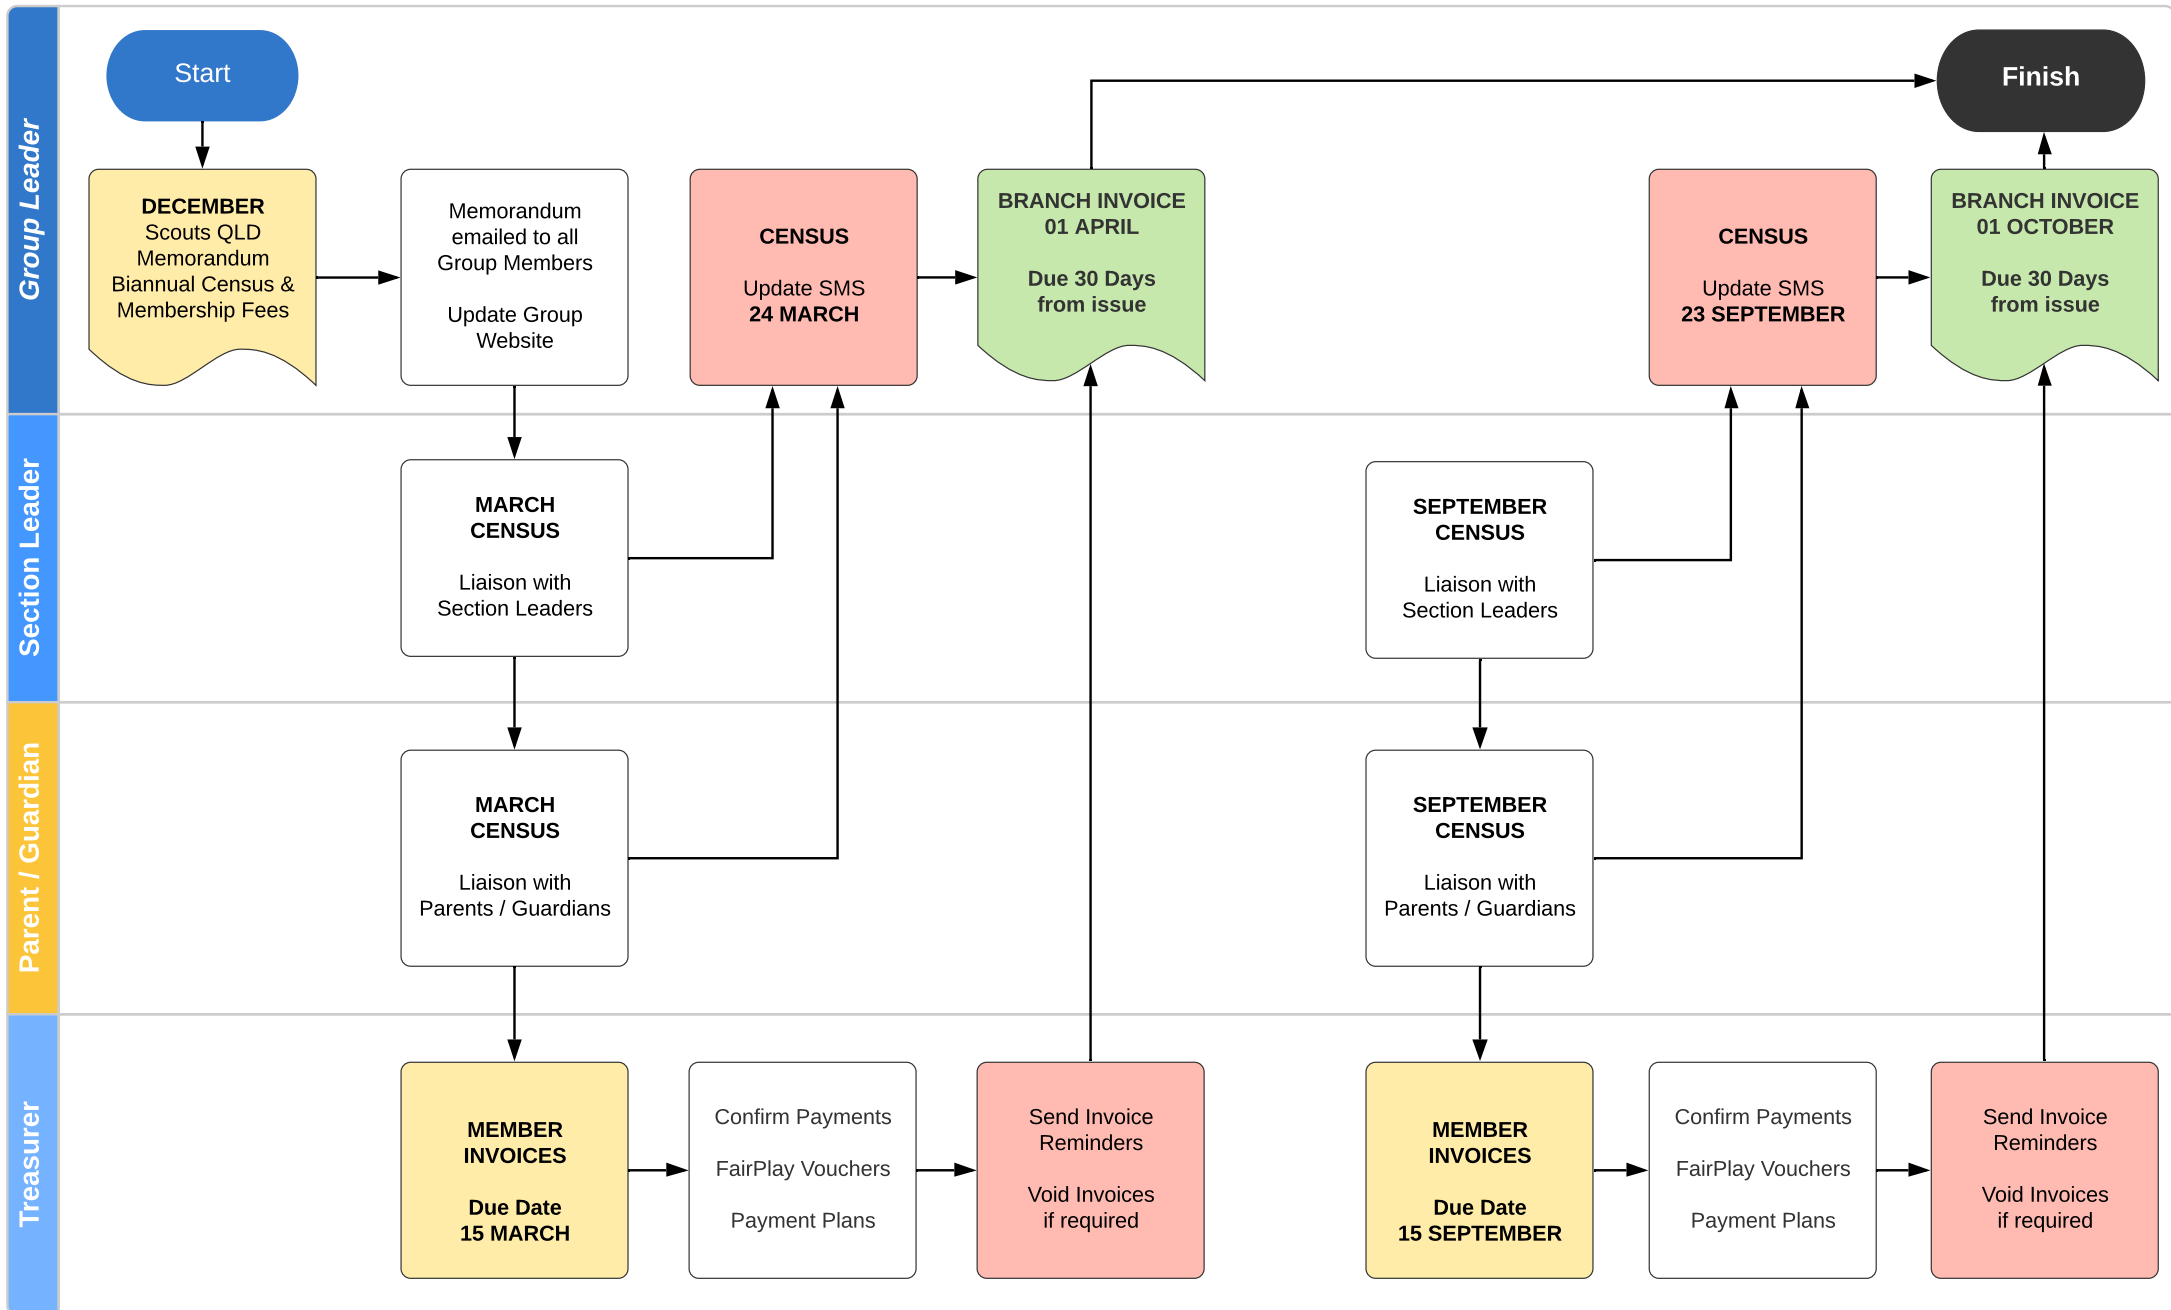 Group Leader
Start
Finish
DECEMBER
Scouts QLD
Memorandum
Biannual Census &
Membership Fees
Memorandum
emailed to all
Group Members
Update Group
Website
CENSUS
Update SMS
24 MARCH
BRANCH INVOICE
01 APRIL
Due 30 Days
from issue
CENSUS
Update SMS
23 SEPTEMBER
BRANCH INVOICE
01 OCTOBER
Due 30 Days
from issue
Section Leader
MARCH
CENSUS
Liaison with
Section Leaders
SEPTEMBER
CENSUS
Liaison with
Section Leaders
Parent / Guardian
MARCH
CENSUS
Liaison with
Parents / Guardians
SEPTEMBER
CENSUS
Liaison with
Parents / Guardians
Treasurer
MEMBER
INVOICES
Due Date
15 MARCH
Confirm Payments
FairPlay Vouchers
Payment Plans
Send Invoice
Reminders
Void Invoices
if required
MEMBER
INVOICES
Due Date
15 SEPTEMBER
Confirm Payments
FairPlay Vouchers
Payment Plans
Send Invoice
Reminders
Void Invoices
if required